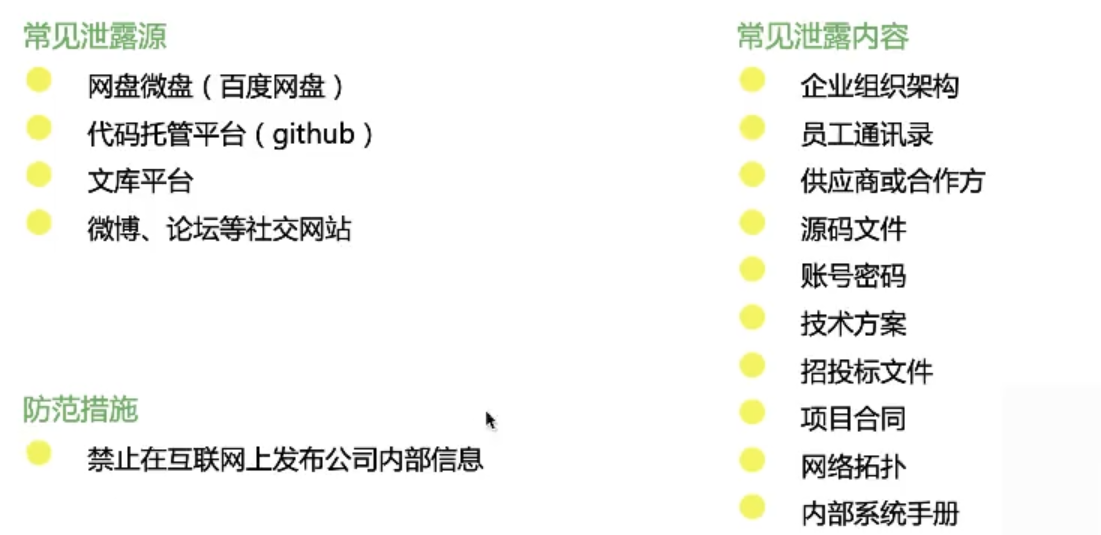 常见泄露源
网盘微盘（百度网盘）
代码托管平台（github）
文库平台
微博、论坛等社交网站
防范措施
禁止在互联网上发布公司内部信息
常见泄露内容
企业组织架构
员工通讯录
供应商或合作方
源码文件
账号密码
技术方案
招投标文件
项目合同
网络拓扑
内部系统手册